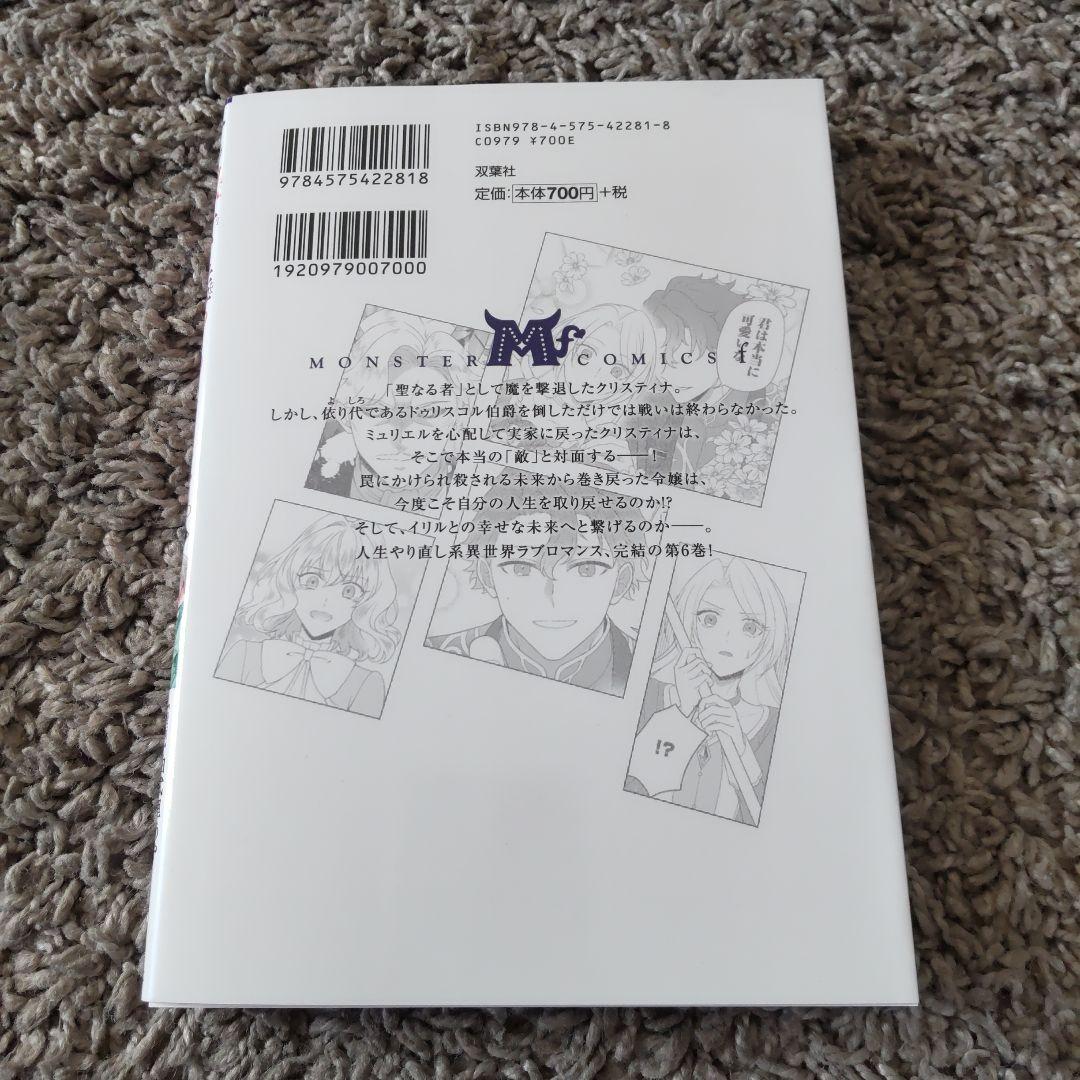 9784575422818
1920979007000
ISBN978-4-575-42281-8
C0979 ¥700E
双葉社
定価:本体700円+税
君は本当に
可愛いな
Mf
MONSTER COMICS
「聖なる者」として魔を撃退したクリスティナ。
よ しろ
しかし、依り代であるドゥリスコル伯爵を倒しただけでは戦いは終わらなかった。
ミュリエルを心配して実家に戻ったクリスティナは、
そこで本当の「敵」と対面する──!
罠にかけられ殺される未来から巻き戻った令嬢は、
今度こそ自分の人生を取り戻せるのか!?
そして、イリルとの幸せな未来へと繋げるのか──。
人生やり直し系異世界ラブロマンス、完結の第6巻!
!?